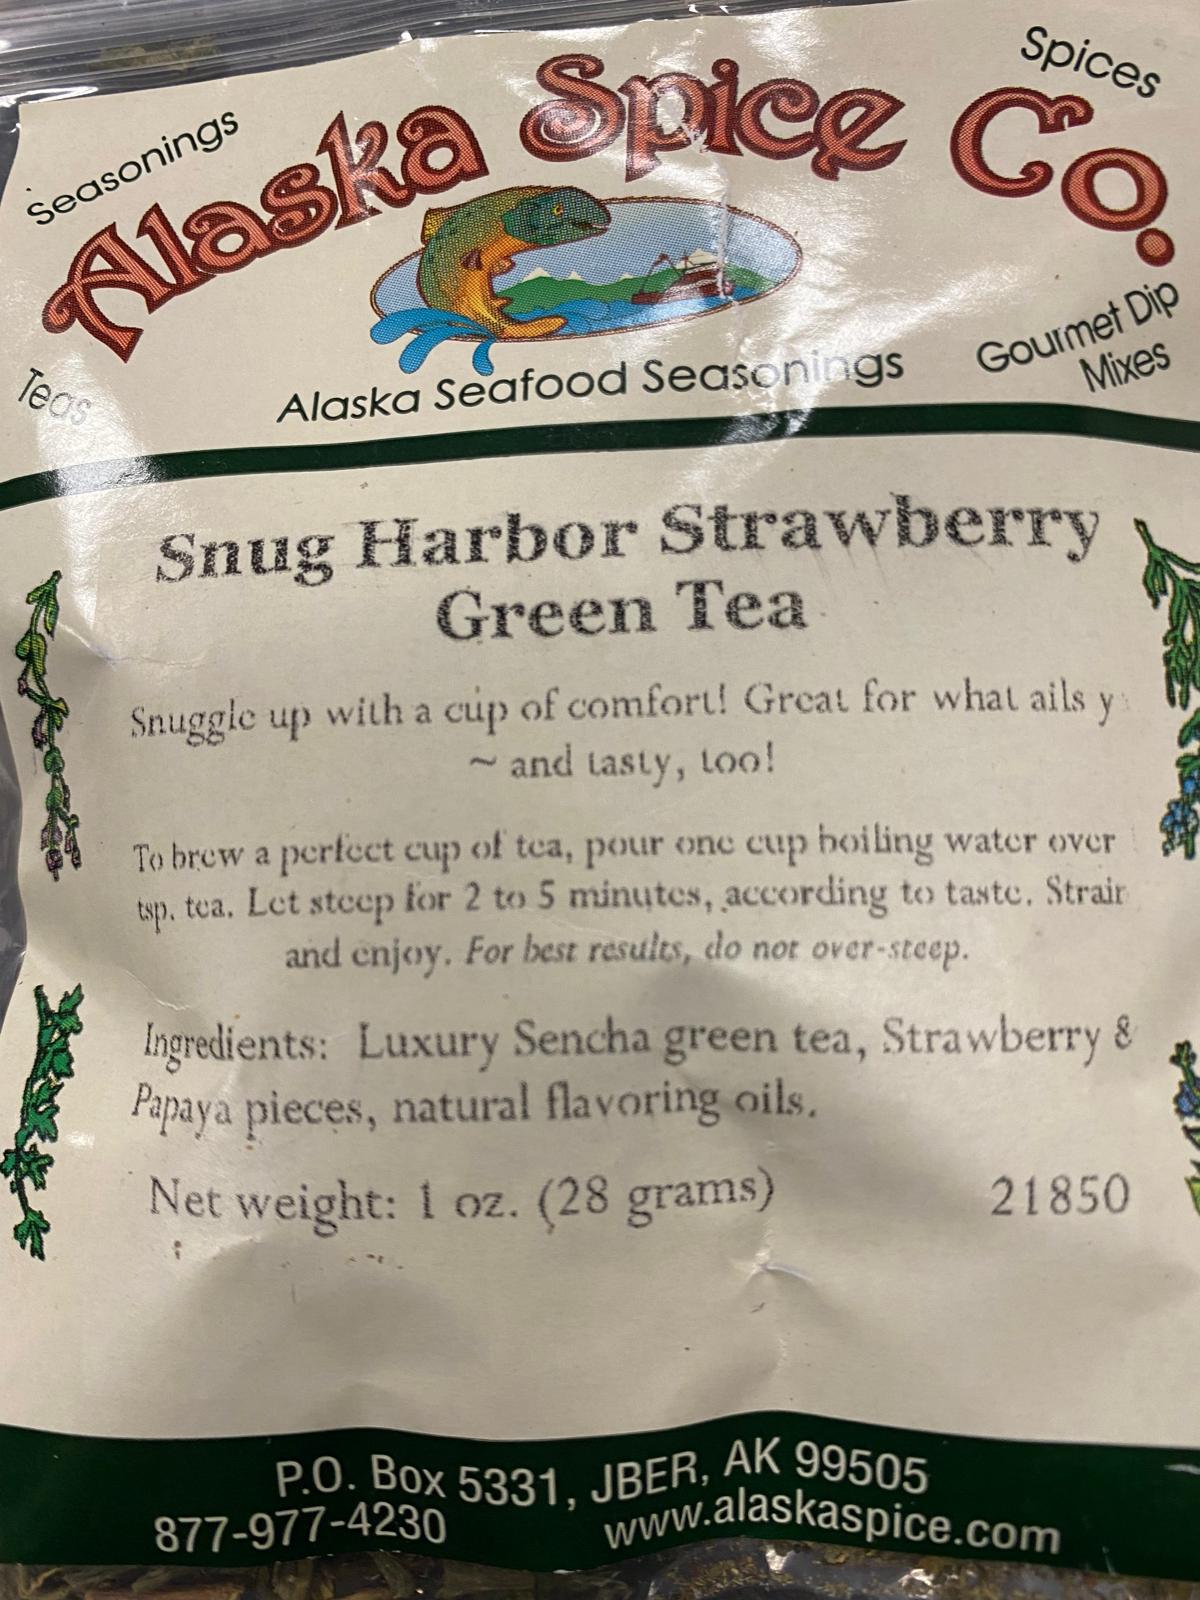 Spices
Seasonings
Alaska Spice Co.
Teas
Gourmet Dip
Mixes
Alaska Seafood Seasonings
Snug Harbor Strawberry
Green Tea
Snuggle up with a cup of comfort! Great for what ails y
~ and tasty, too!
To brew a perfect cup of tea, pour one cup boiling water over
tsp. tea. Let steep for 2 to 5 minutes, according to taste. Strain
and enjoy. For best results, do not over-steep.
Ingredients: Luxury Sencha green tea, Strawberry &
Papaya pieces, natural flavoring oils.
Net weight: 1 oz. (28 grams) 21850
P.O. Box 5331, JBER, AK 99505
877-977-4230 www.alaskaspice.com